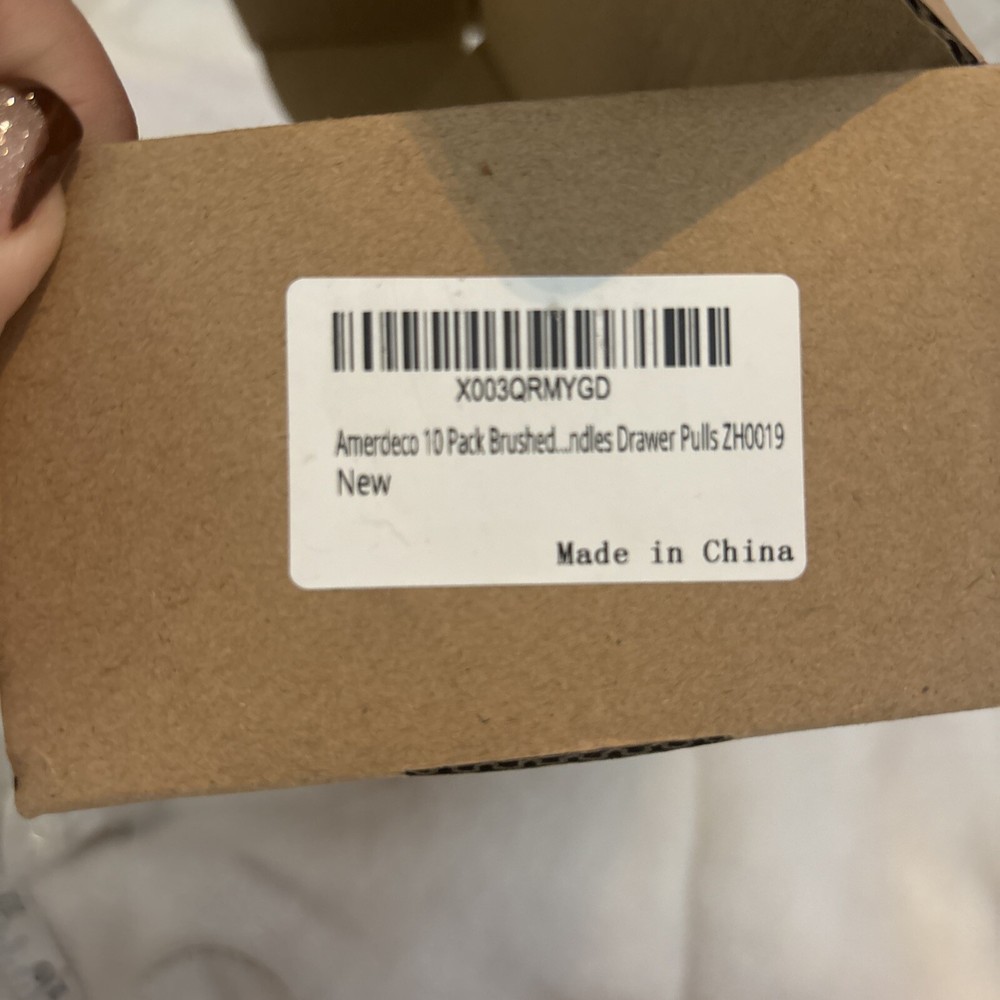 X003QRMYGD
Amerdeco 10 Pack Brushed...ndles Drawer Pulls ZH0019
New
Made in China